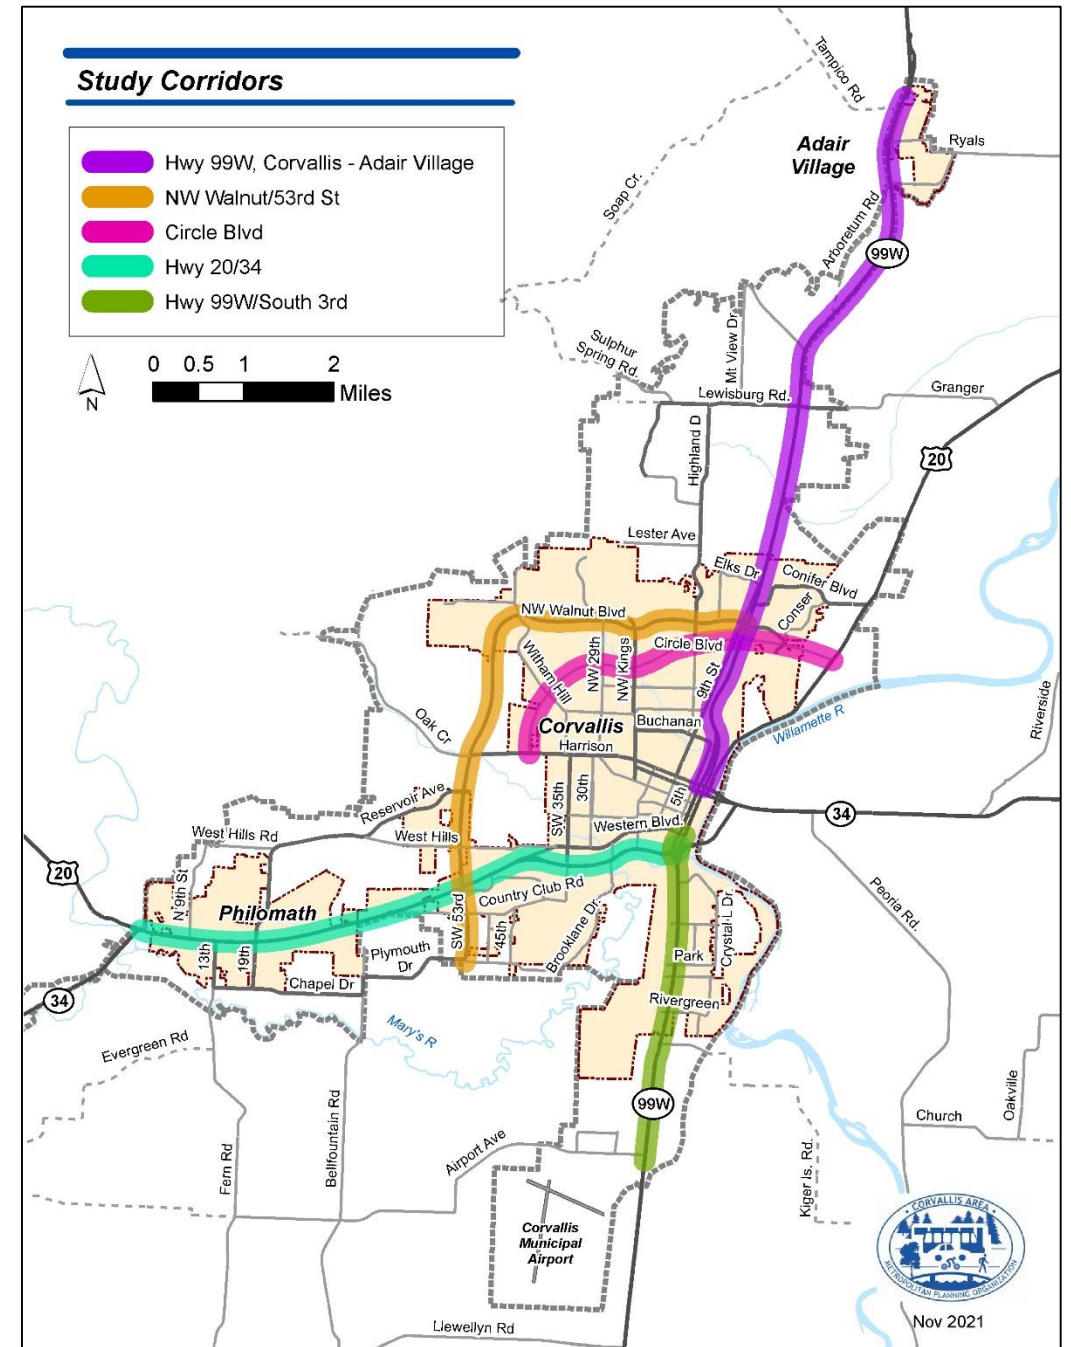 Study Corridors
Hwy 99W, Corvallis - Adair Village
NW Walnut/53rd St
Circle Blvd
Hwy 20/34
Hwy 99W/South 3rd
N
0 0.5 1 2
Miles
Tampico Rd
Adair
Village
Ryals
Soap Cr.
Arboretum Rd
99W
Sulphur
Spring Rd.
Mt View Dr
Lewisburg Rd.
Granger
20
Highland D
Lester Ave
Elks Dr
Conifer Blvd
Conser
NW Walnut Blvd
Circle Blvd
Witham Hill
NW 29th
NW Kings
9th St
Oak Cr
Corvallis
Buchanan
Harrison
Willamette R
Riverside
Reservoir Ave
SW 35th
30th
5th
34
West Hills Rd
West Hills
Western Blvd.
20
N 9th St
Philomath
Country Club Rd
Peoria Rd.
13th
19th
SW 53rd
45th
Brooklane Dr.
Crystal L Dr.
Plymouth
Dr
Park
Chapel Dr
Rivergreen
34
Mary's R
Evergreen Rd
99W
Fern Rd
Bellfountain Rd
Airport Ave
Kiger Is. Rd.
Church
Oakville
Corvallis
Municipal
Airport
CORVALLIS AREA
METROPOLITAN PLANNING ORGANIZATION
Nov 2021
Llewellyn Rd